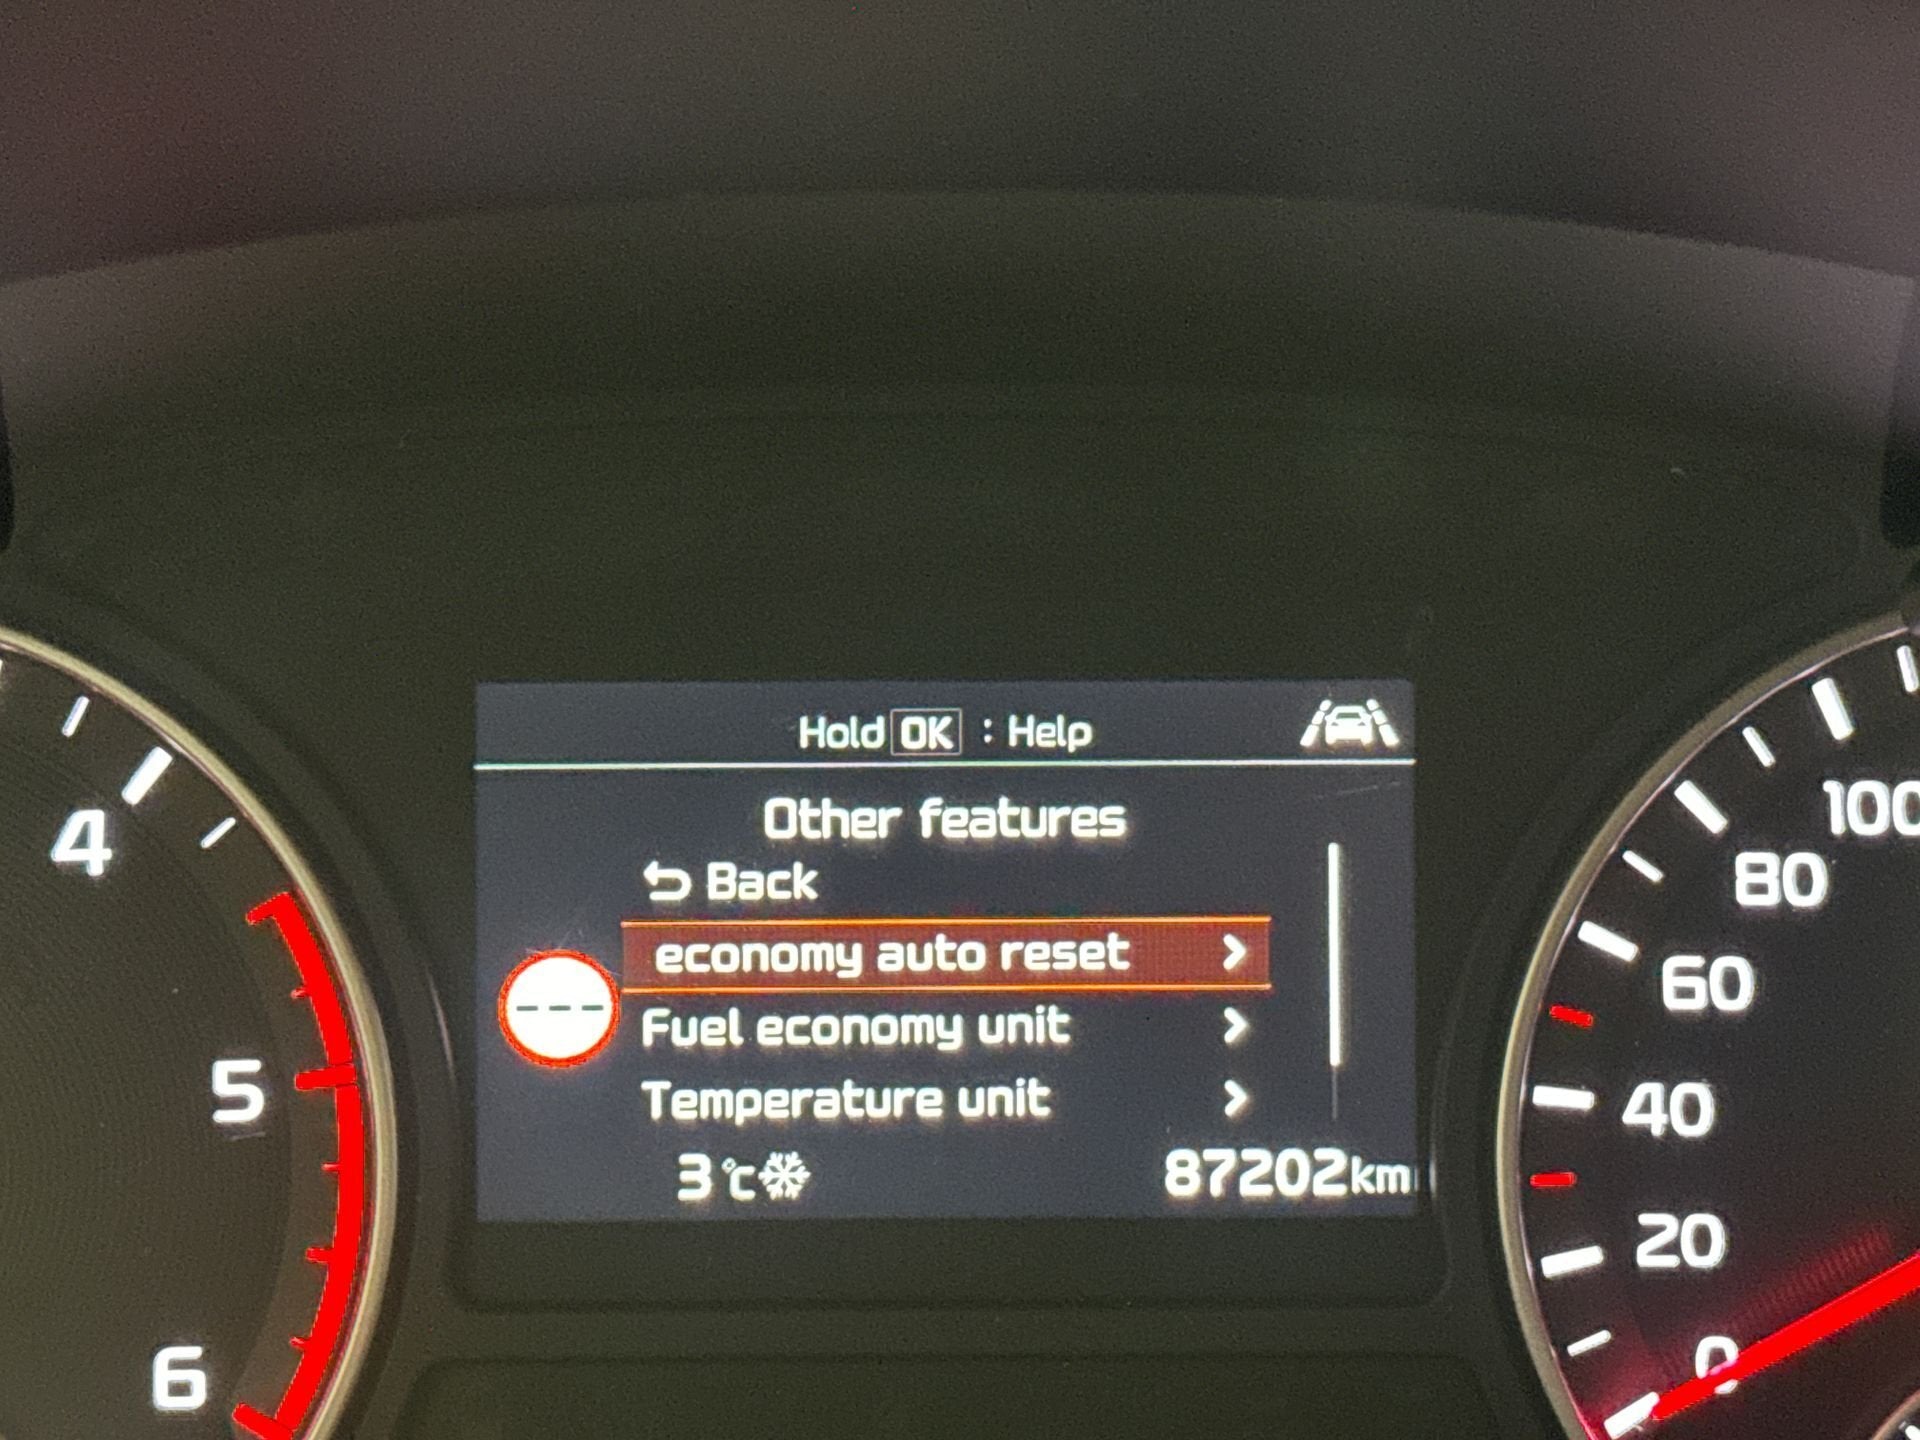 Hold OK : Help
Other features
Back
economy auto reset
Fuel economy unit
Temperature unit
3 °C
87202km
4
5
6
100
80
60
40
20
0